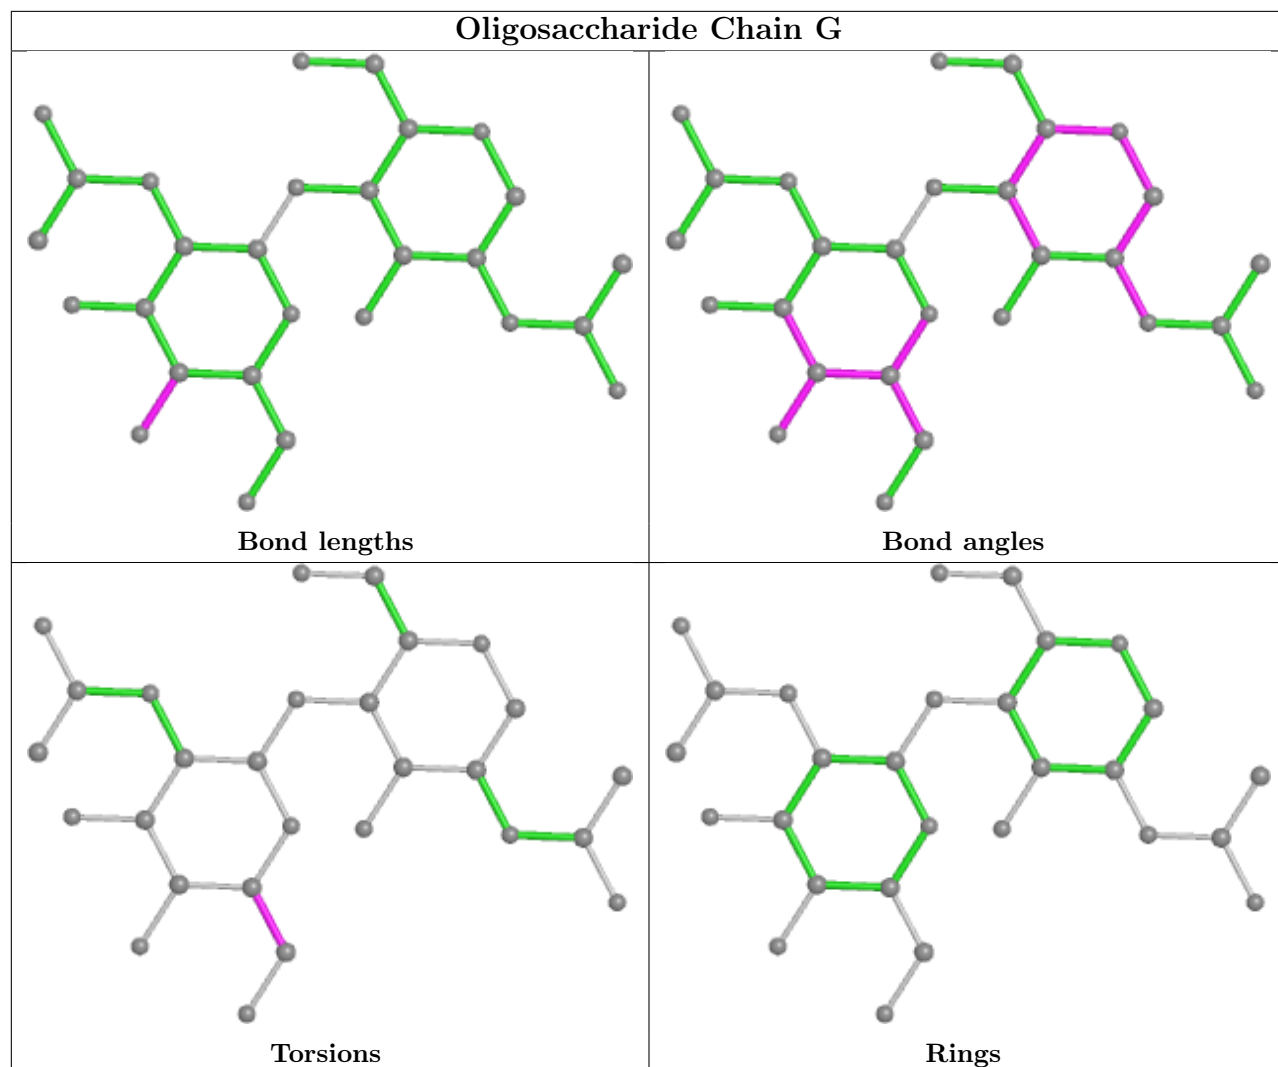 Oligosaccharide Chain G
Bond lengths
Bond angles
Torsions
Rings